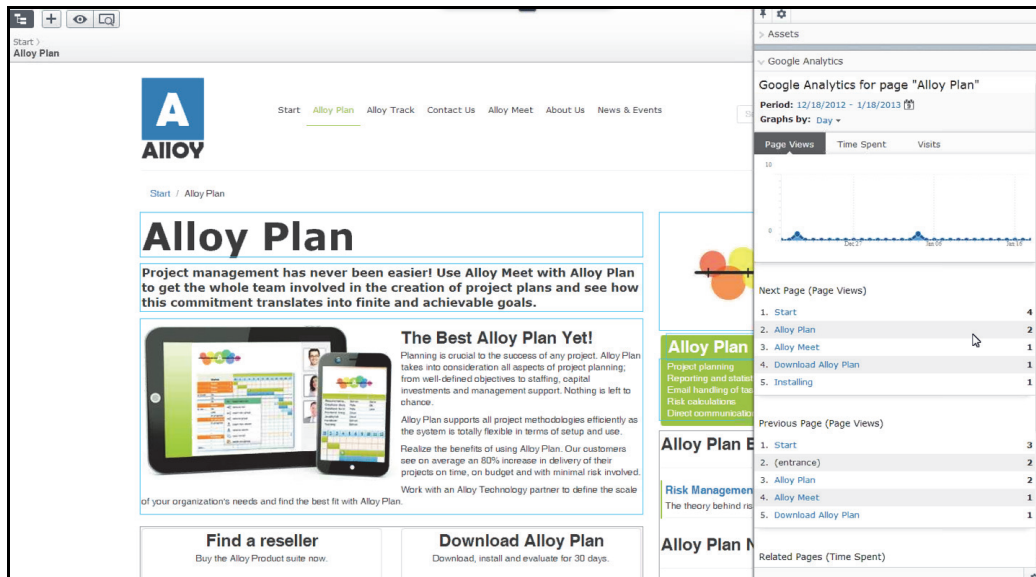 Start 〉
Alloy Plan
A
AllOY
Start Alloy Plan Alloy Track Contact Us Alloy Meet About Us News & Events
Start / Alloy Plan
Alloy Plan
Project management has never been easier! Use Alloy Meet with Alloy Plan
to get the whole team involved in the creation of project plans and see how
this commitment translates into finite and achievable goals.
The Best Alloy Plan Yet!
Planning is crucial to the success of any project. Alloy Plan
takes into consideration all aspects of project planning;
from well-defined objectives to staffing, capital
investments and management support. Nothing is left to
chance.
Alloy Plan supports all project methodologies efficiently as
the system is totally flexible in terms of setup and use.
Realize the benefits of using Alloy Plan. Our customers
see on average an 80% increase in delivery of their
projects on time, on budget and with minimal risk involved.
Work with an Alloy Technology partner to define the scale
of your organization's needs and find the best fit with Alloy Plan.
Find a reseller
Buy the Alloy Product suite now.
Download Alloy Plan
Download, install and evaluate for 30 days.
Alloy Plan
Project planning
Reporting and statist
Email handling of tas
Risk calculations
Direct communicatio
Alloy Plan E
Risk Managemen
The theory behind ris
Alloy Plan N
Assets
Google Analytics
Google Analytics for page "Alloy Plan"
Period: 12/18/2012 - 1/18/2013
Graphs by: Day
Page Views Time Spent Visits
10
0
Dec 27 Jan 06 Jan 16
Next Page (Page Views)
1. Start 4
2. Alloy Plan 2
3. Alloy Meet 1
4. Download Alloy Plan 1
5. Installing 1
Previous Page (Page Views)
1. Start 3
2. (entrance) 2
3. Alloy Plan 2
4. Alloy Meet 1
5. Download Alloy Plan 1
Related Pages (Time Spent)